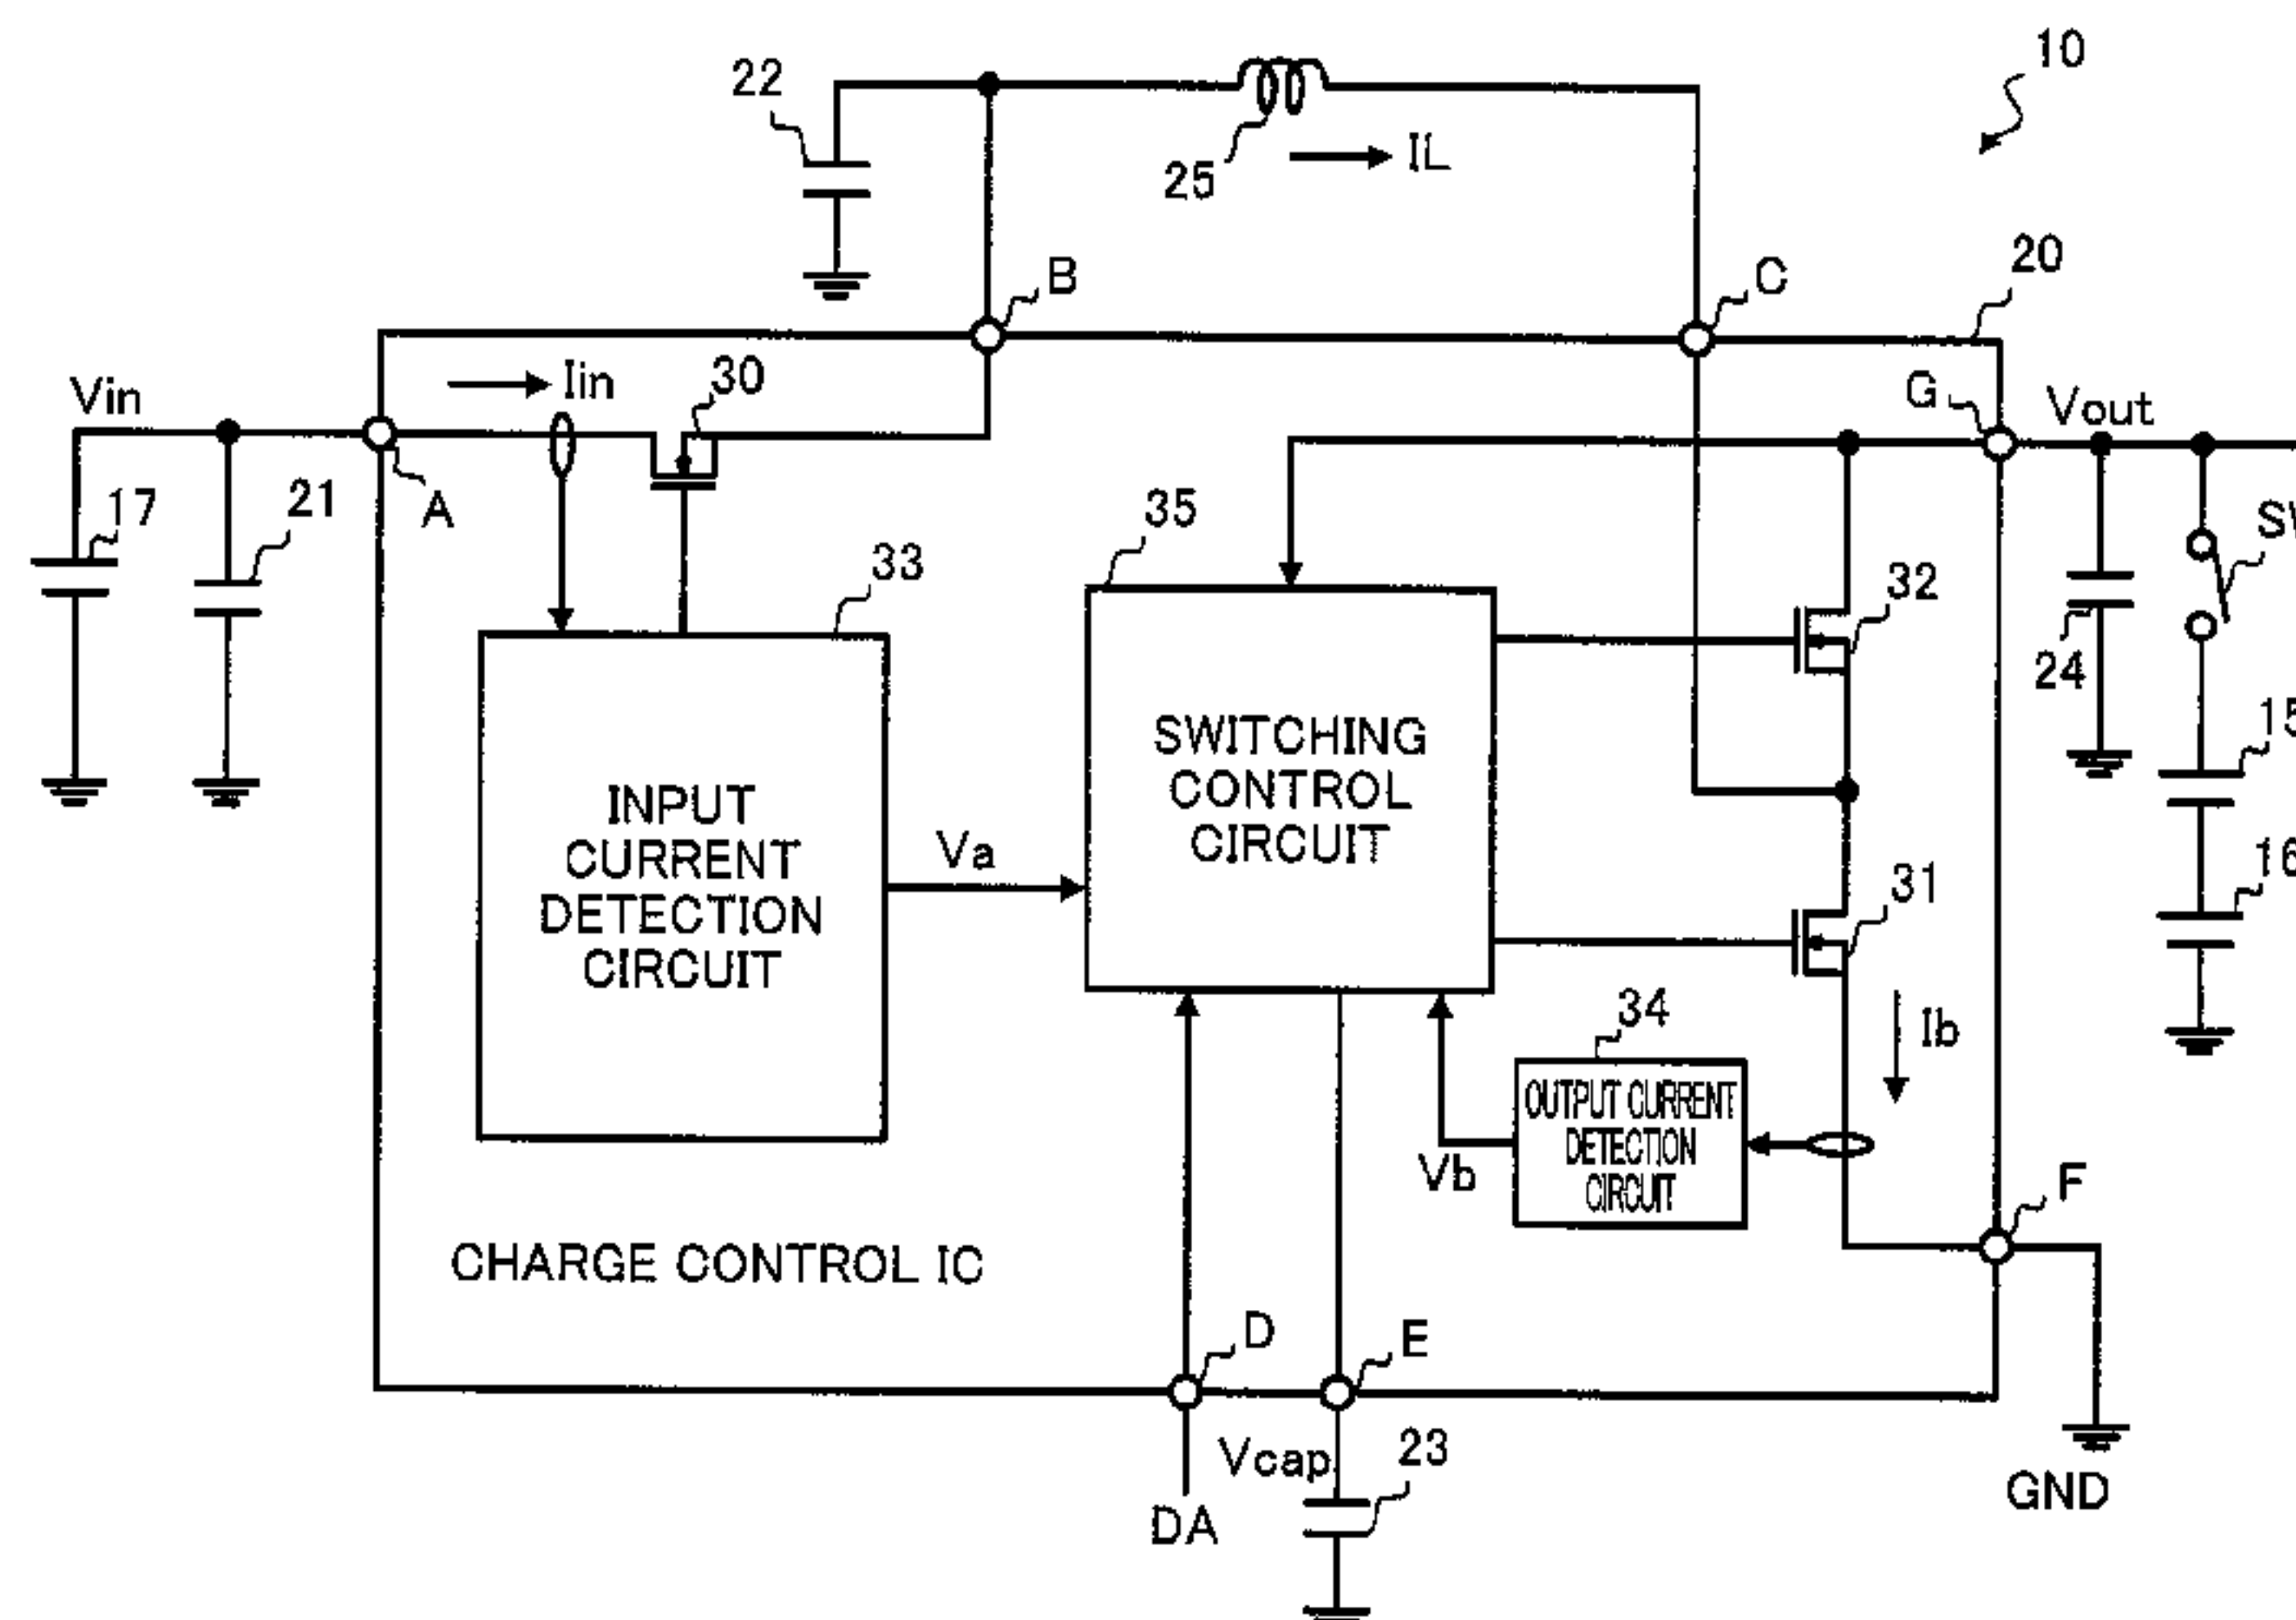 10
22
25
IL
20
B
C
Iin
30
Vin
G
Vout
A
17
21
35
33
32
24
SWITCHING
CONTROL
CIRCUIT
15
INPUT
CURRENT
DETECTION
CIRCUIT
Va
16
31
34
Ib
OUTPUT CURRENT
DETECTION
CIRCUIT
Vb
F
CHARGE CONTROL IC
D
E
Vcap
23
GND
DA